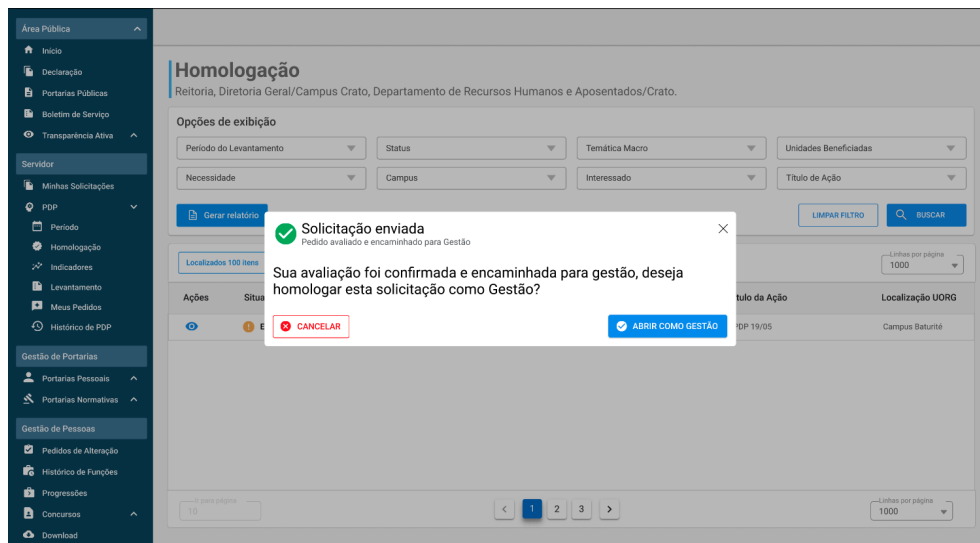 Área Pública
Início
Declaração
Portarias Públicas
Boletim de Serviço
Transparência Ativa
Servidor
Minhas Solicitações
PDP
Período
Homologação
Indicadores
Levantamento
Meus Pedidos
Histórico de PDP
Gestão de Portarias
Portarias Pessoais
Portarias Normativas
Gestão de Pessoas
Pedidos de Alteração
Histórico de Funções
Progressões
Concursos
Download
Homologação
Reitoria, Diretoria Geral/Campus Crato, Departamento de Recursos Humanos e Aposentados/Crato.
Opções de exibição
Período do Levantamento
Status
Temática Macro
Unidades Beneficiadas
Necessidade
Campus
Interessado
Título de Ação
Gerar relatório
LIMPAR FILTRO
BUSCAR
Solicitação enviada
Pedido avaliado e encaminhado para Gestão
Sua avaliação foi confirmada e encaminhada para gestão, deseja
homologar esta solicitação como Gestão?
CANCELAR
ABRIR COMO GESTÃO
Localizados 100 itens
Linhas por página
1000
Ações
Situa
tulo da Ação
Localização UORG
E
PDP 19/05
Campus Baturité
Ir para página
10
1
2
3
Linhas por página
1000